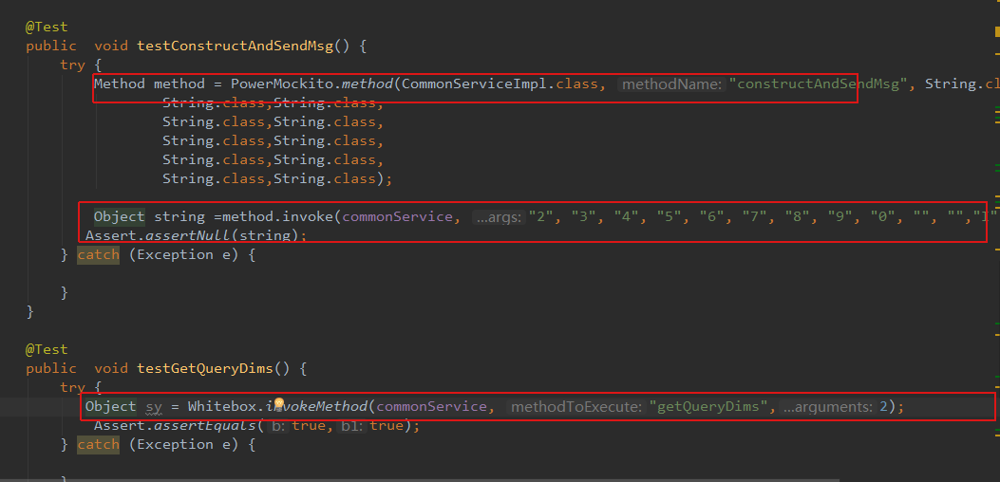 @Test
public void testConstructAndSendMsg() {
try {
Method method = PowerMockito.method(CommonServiceImpl.class, methodName: "constructAndSendMsg", String.cl
String.class,String.class,
String.class,String.class,
String.class,String.class,
String.class,String.class,
String.class,String.class);
Object string =method.invoke(commonService, ...args: "2", "3", "4", "5", "6", "7", "8", "9", "0", "", "","1"
Assert.assertNull(string);
} catch (Exception e) {
}
}
@Test
public void testGetQueryDims() {
try {
Object sy = Whitebox.invokeMethod(commonService, methodToExecute: "getQueryDims", ...arguments: 2);
Assert.assertEquals( b: true, b1: true);
} catch (Exception e) {
}